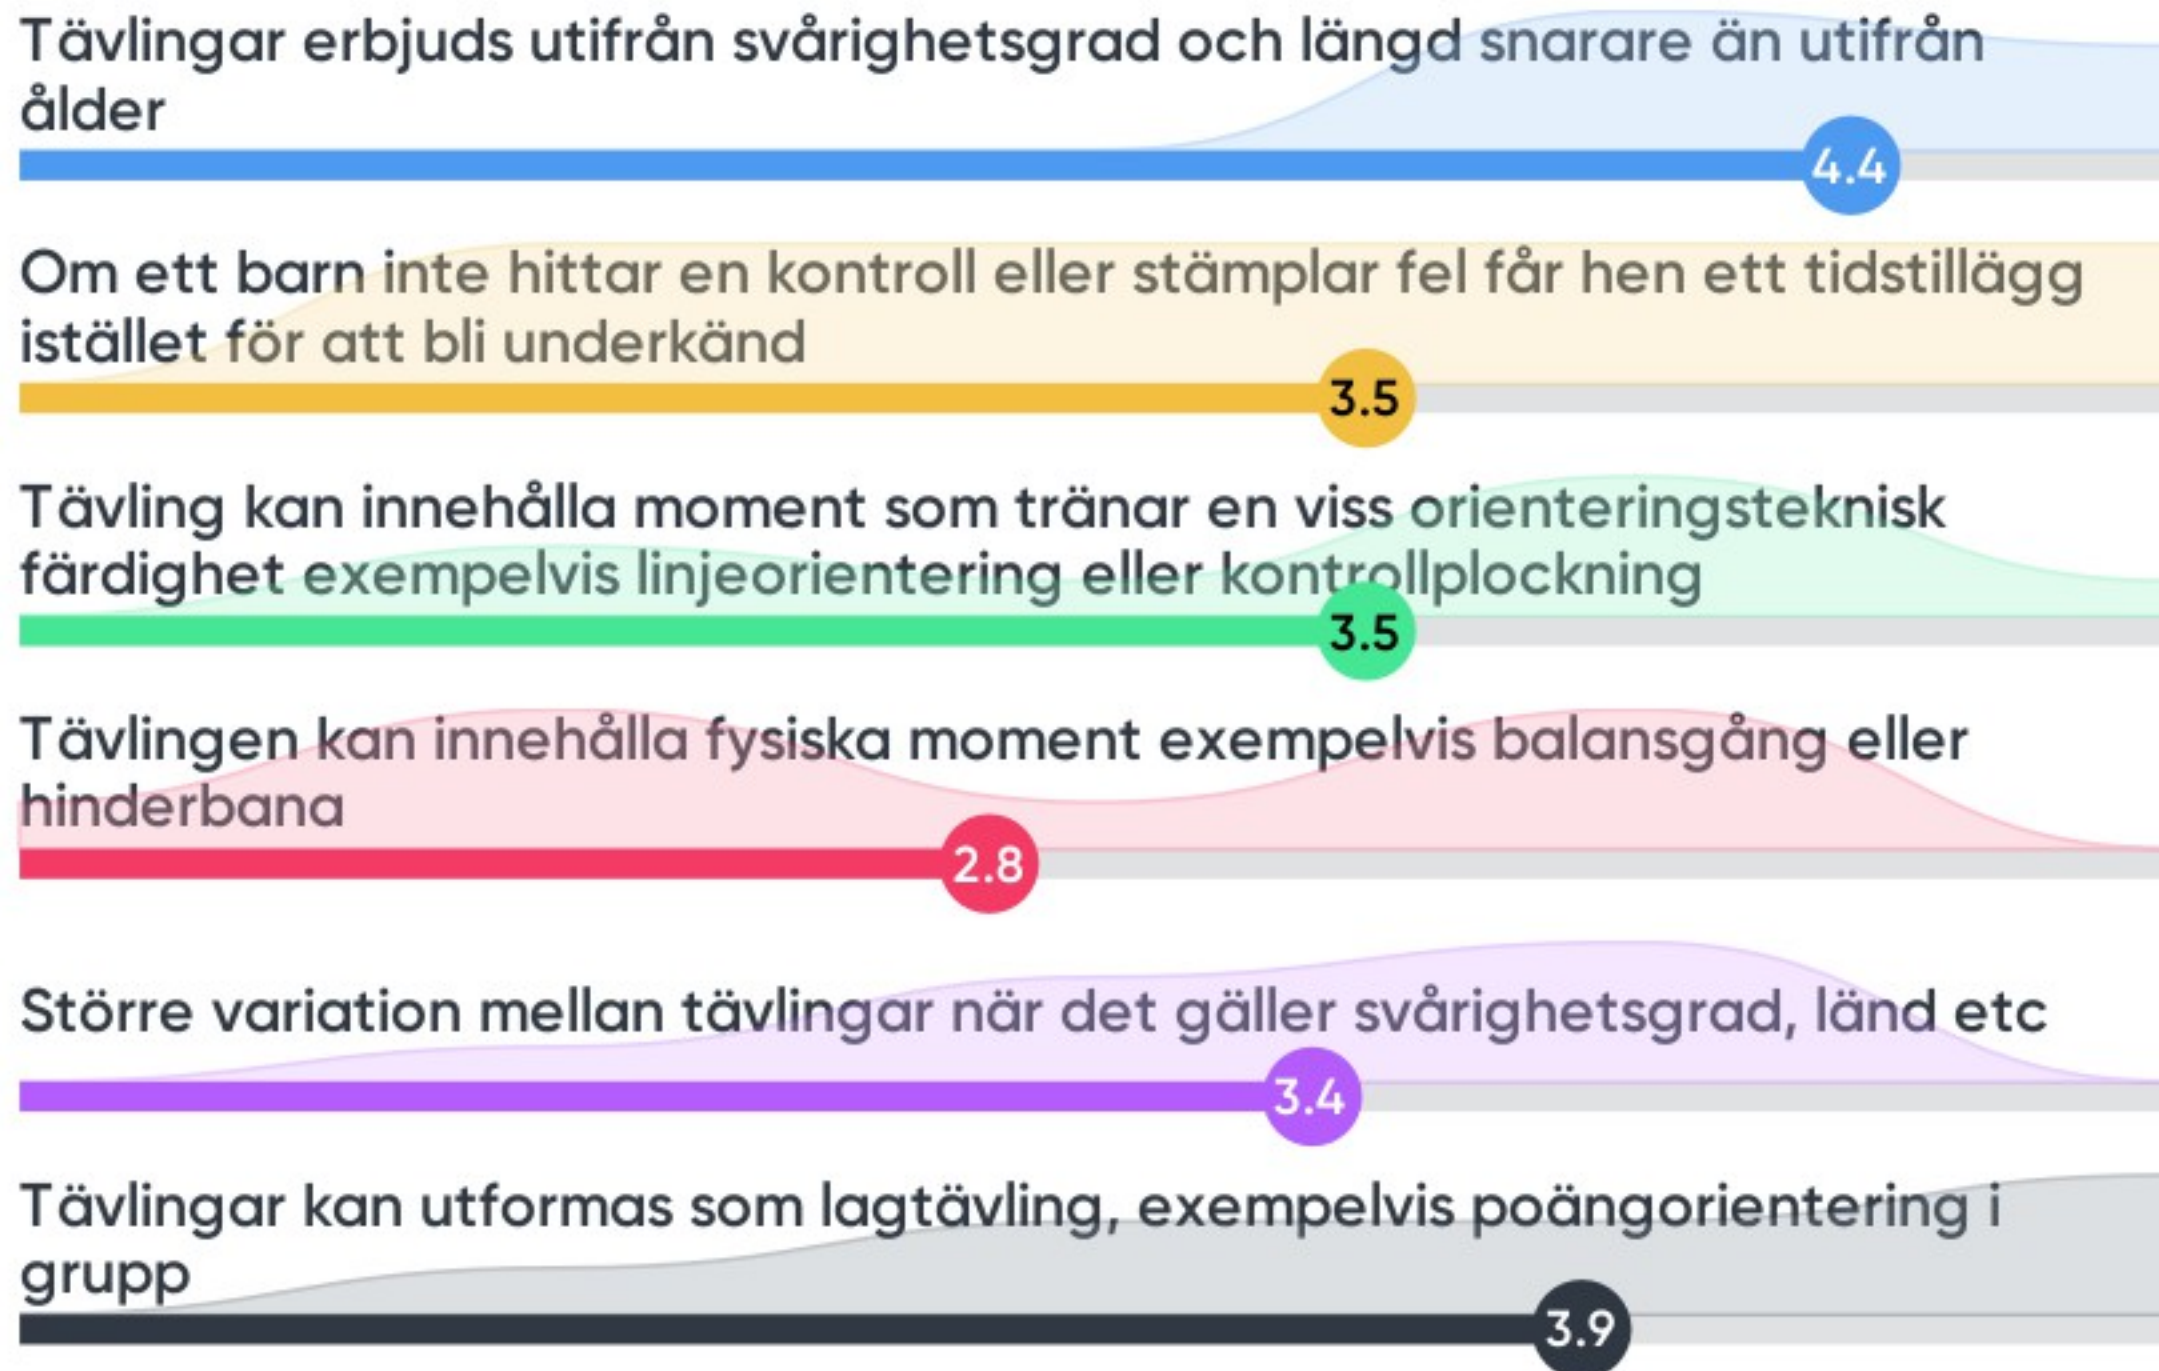 Tävlingar erbjuds utifrån svårighetsgrad och längd snarare än utifrån
ålder
4.4
Om ett barn inte hittar en kontroll eller stämplar fel får hen ett tidstillägg
istället för att bli underkänd
3.5
Tävling kan innehålla moment som tränar en viss orienteringsteknisk
färdighet exempelvis linjeorientering eller kontrollplockning
3.5
Tävlingen kan innehålla fysiska moment exempelvis balansgång eller
hinderbana
2.8
Större variation mellan tävlingar när det gäller svårighetsgrad, länd etc
3.4
Tävlingar kan utformas som lagtävling, exempelvis poängorientering i
grupp
3.9